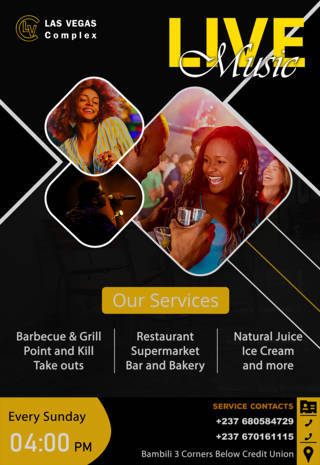 LAS VEGAS
Complex
LIVE
Music
Our Services
Barbecue & Grill
Point and Kill
Take outs
Restaurant
Supermarket
Bar and Bakery
Natural Juice
Ice Cream
and more
Every Sunday
04:00 PM
SERVICE CONTACTS
+237 680584729
+237 670161115
Bambili 3 Corners Below Credit Union